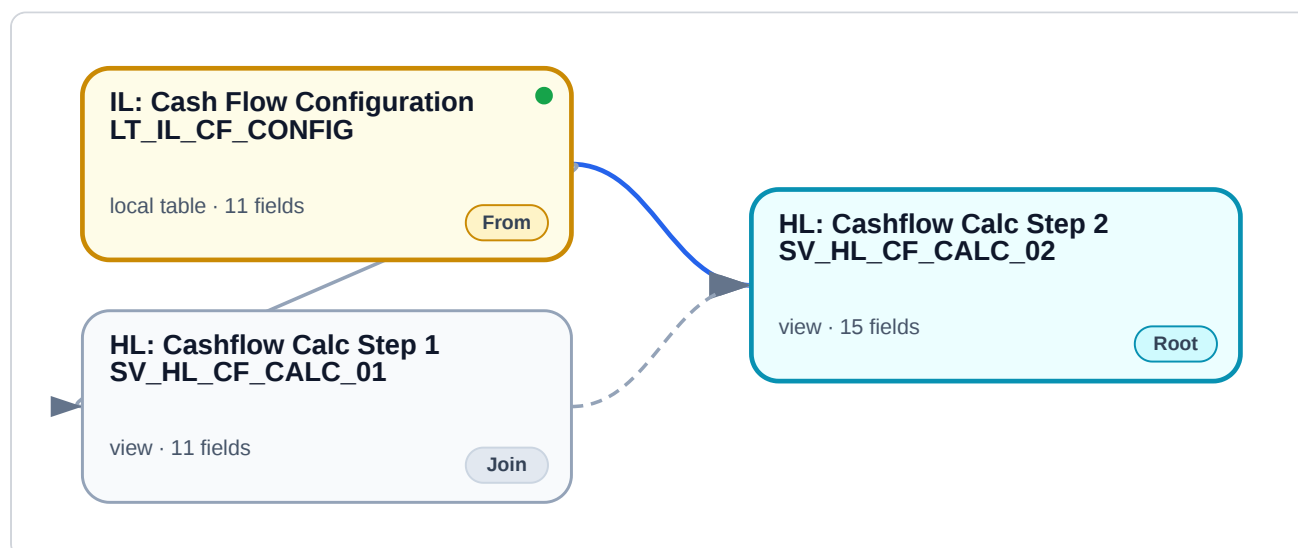 IL: Cash Flow Configuration
LT_IL_CF_CONFIG
local table · 11 fields
From
HL: Cashflow Calc Step 1
SV_HL_CF_CALC_01
view · 11 fields
Join
HL: Cashflow Calc Step 2
SV_HL_CF_CALC_02
view · 15 fields
Root